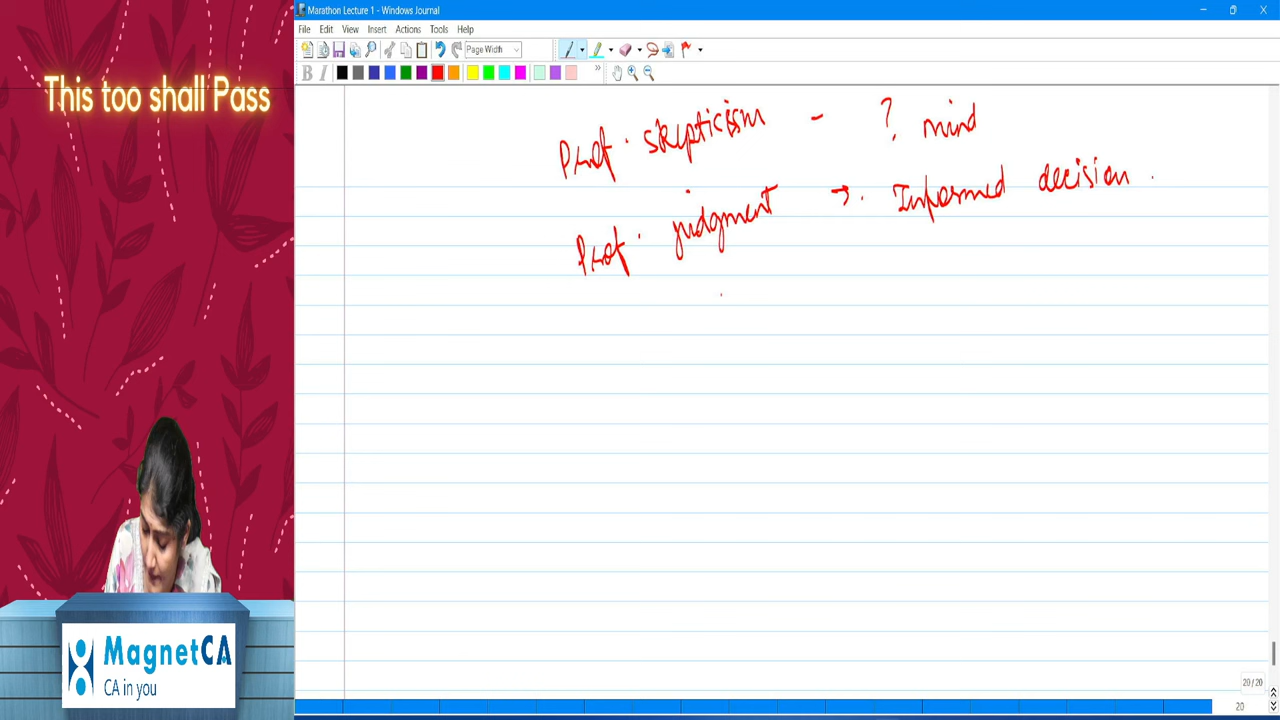 Marathon Lecture 1 - Windows Journal
File Edit View Insert Actions Tools Help
Page Width
B I
This too shall Pass
Prof. skepticism - ? mind
Prof. judgment → Informed decision.
MagnetCA
CA in you
20/20
20